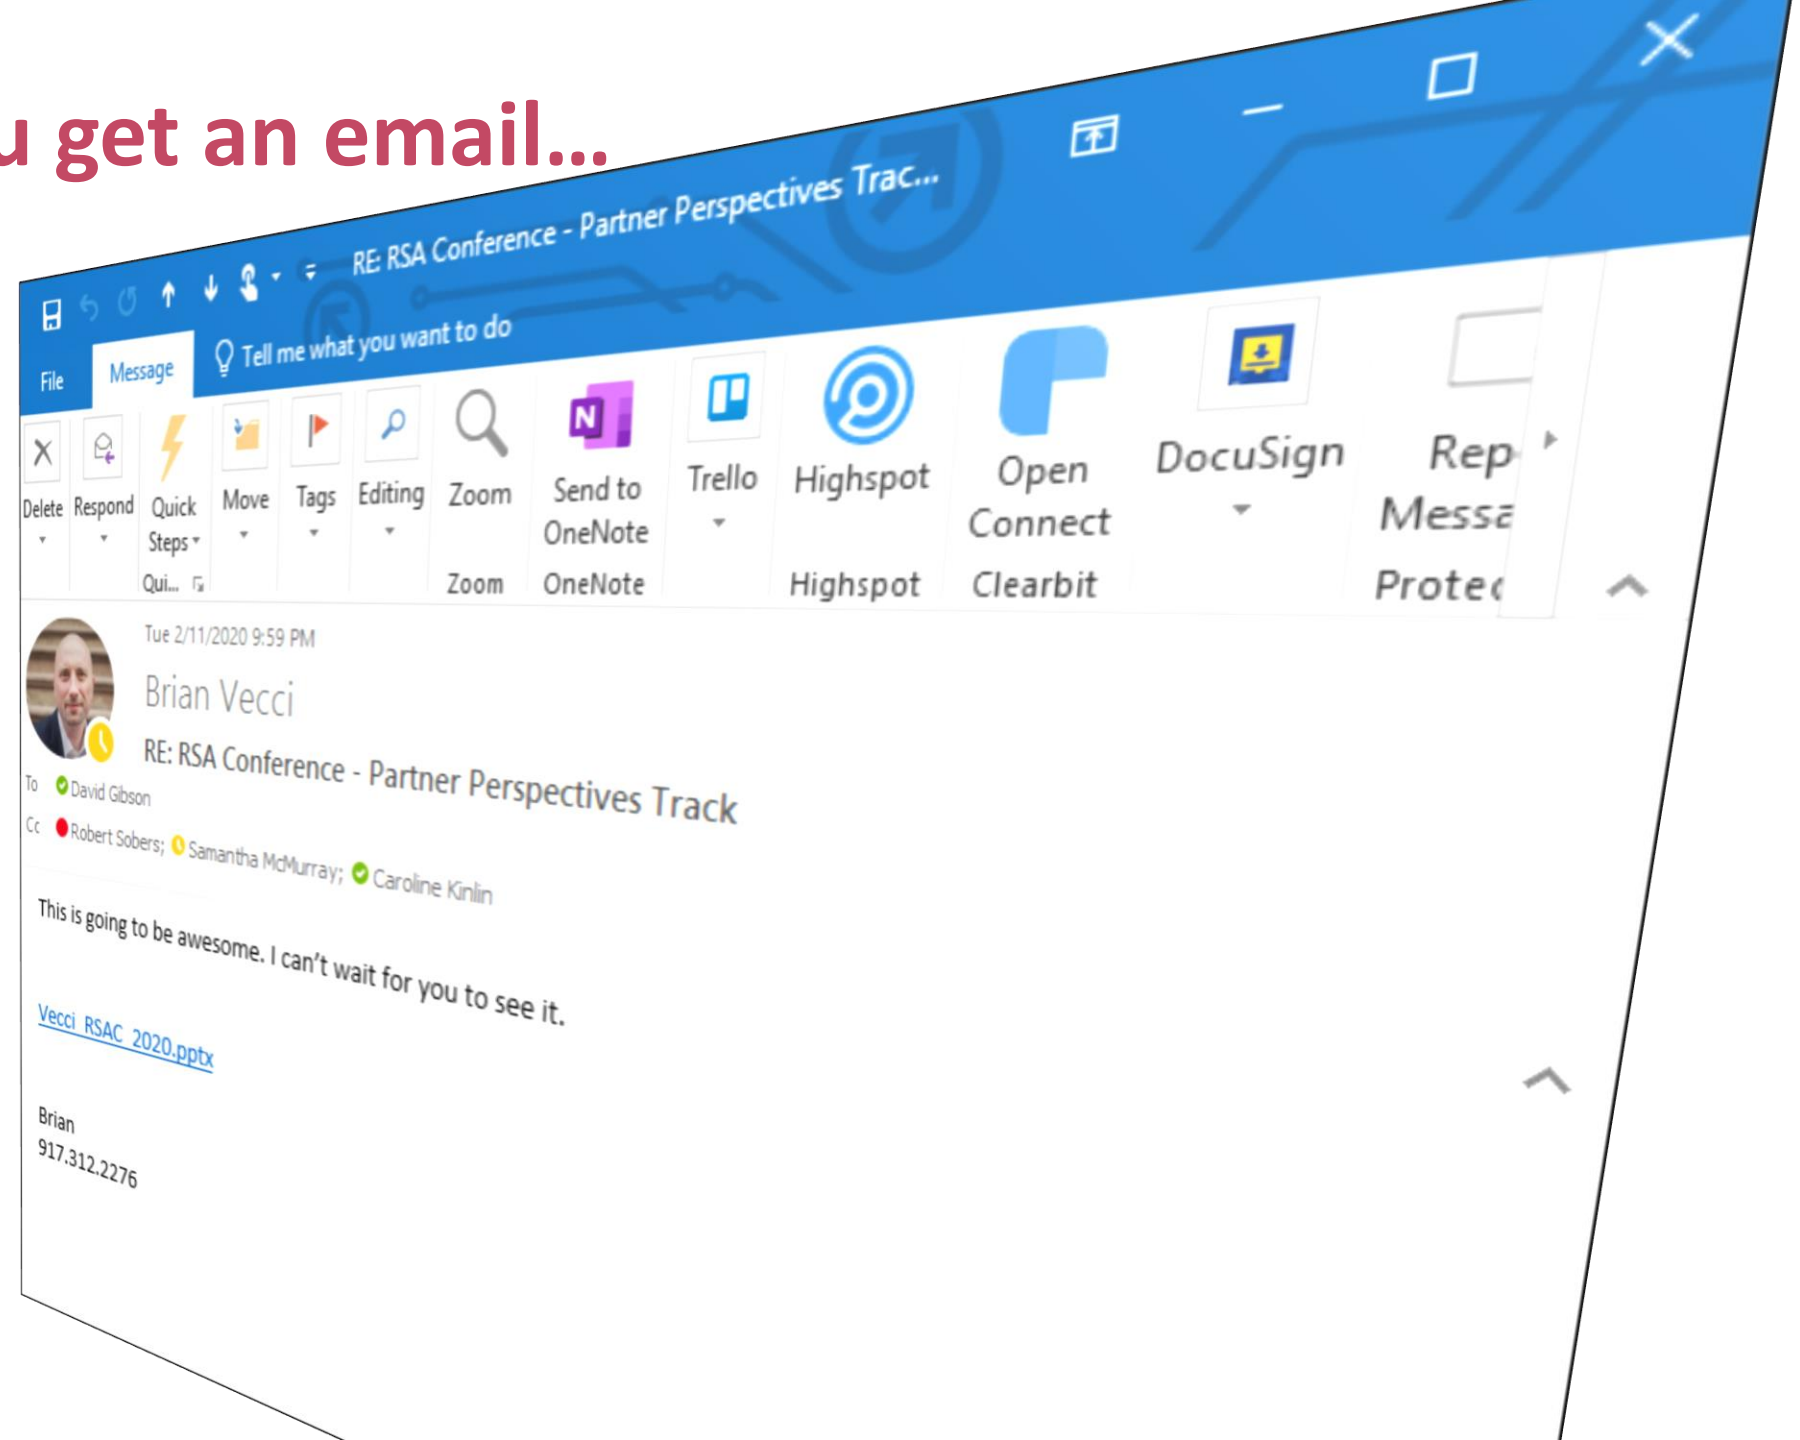 u get an email...
RE: RSA Conference - Partner Perspectives Trac...
File Message Tell me what you want to do
Delete Respond Quick Steps Move Tags Editing Zoom Send to OneNote Trello Highspot Open Connect DocuSign Rep
Messa
Qui... Zoom OneNote Highspot Clearbit Protec
Tue 2/11/2020 9:59 PM
Brian Vecci
RE: RSA Conference - Partner Perspectives Track
To David Gibson
Cc Robert Sobers; Samantha McMurray; Caroline Kinlin
This is going to be awesome. I can't wait for you to see it.
Vecci_RSAC_2020.pptx
Brian
917.312.2276